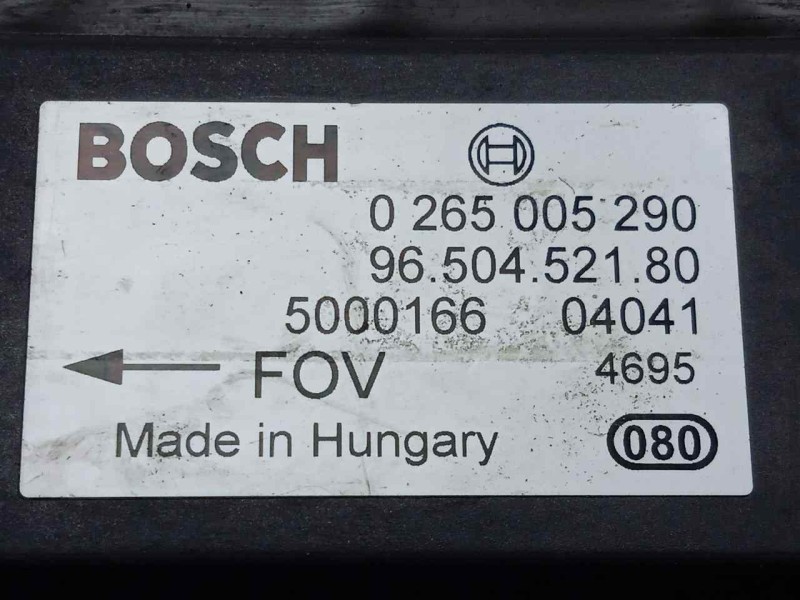 BOSCH
0 265 005 290
96.504.521.80
5000166 04041
FOV 4695
Made in Hungary 080